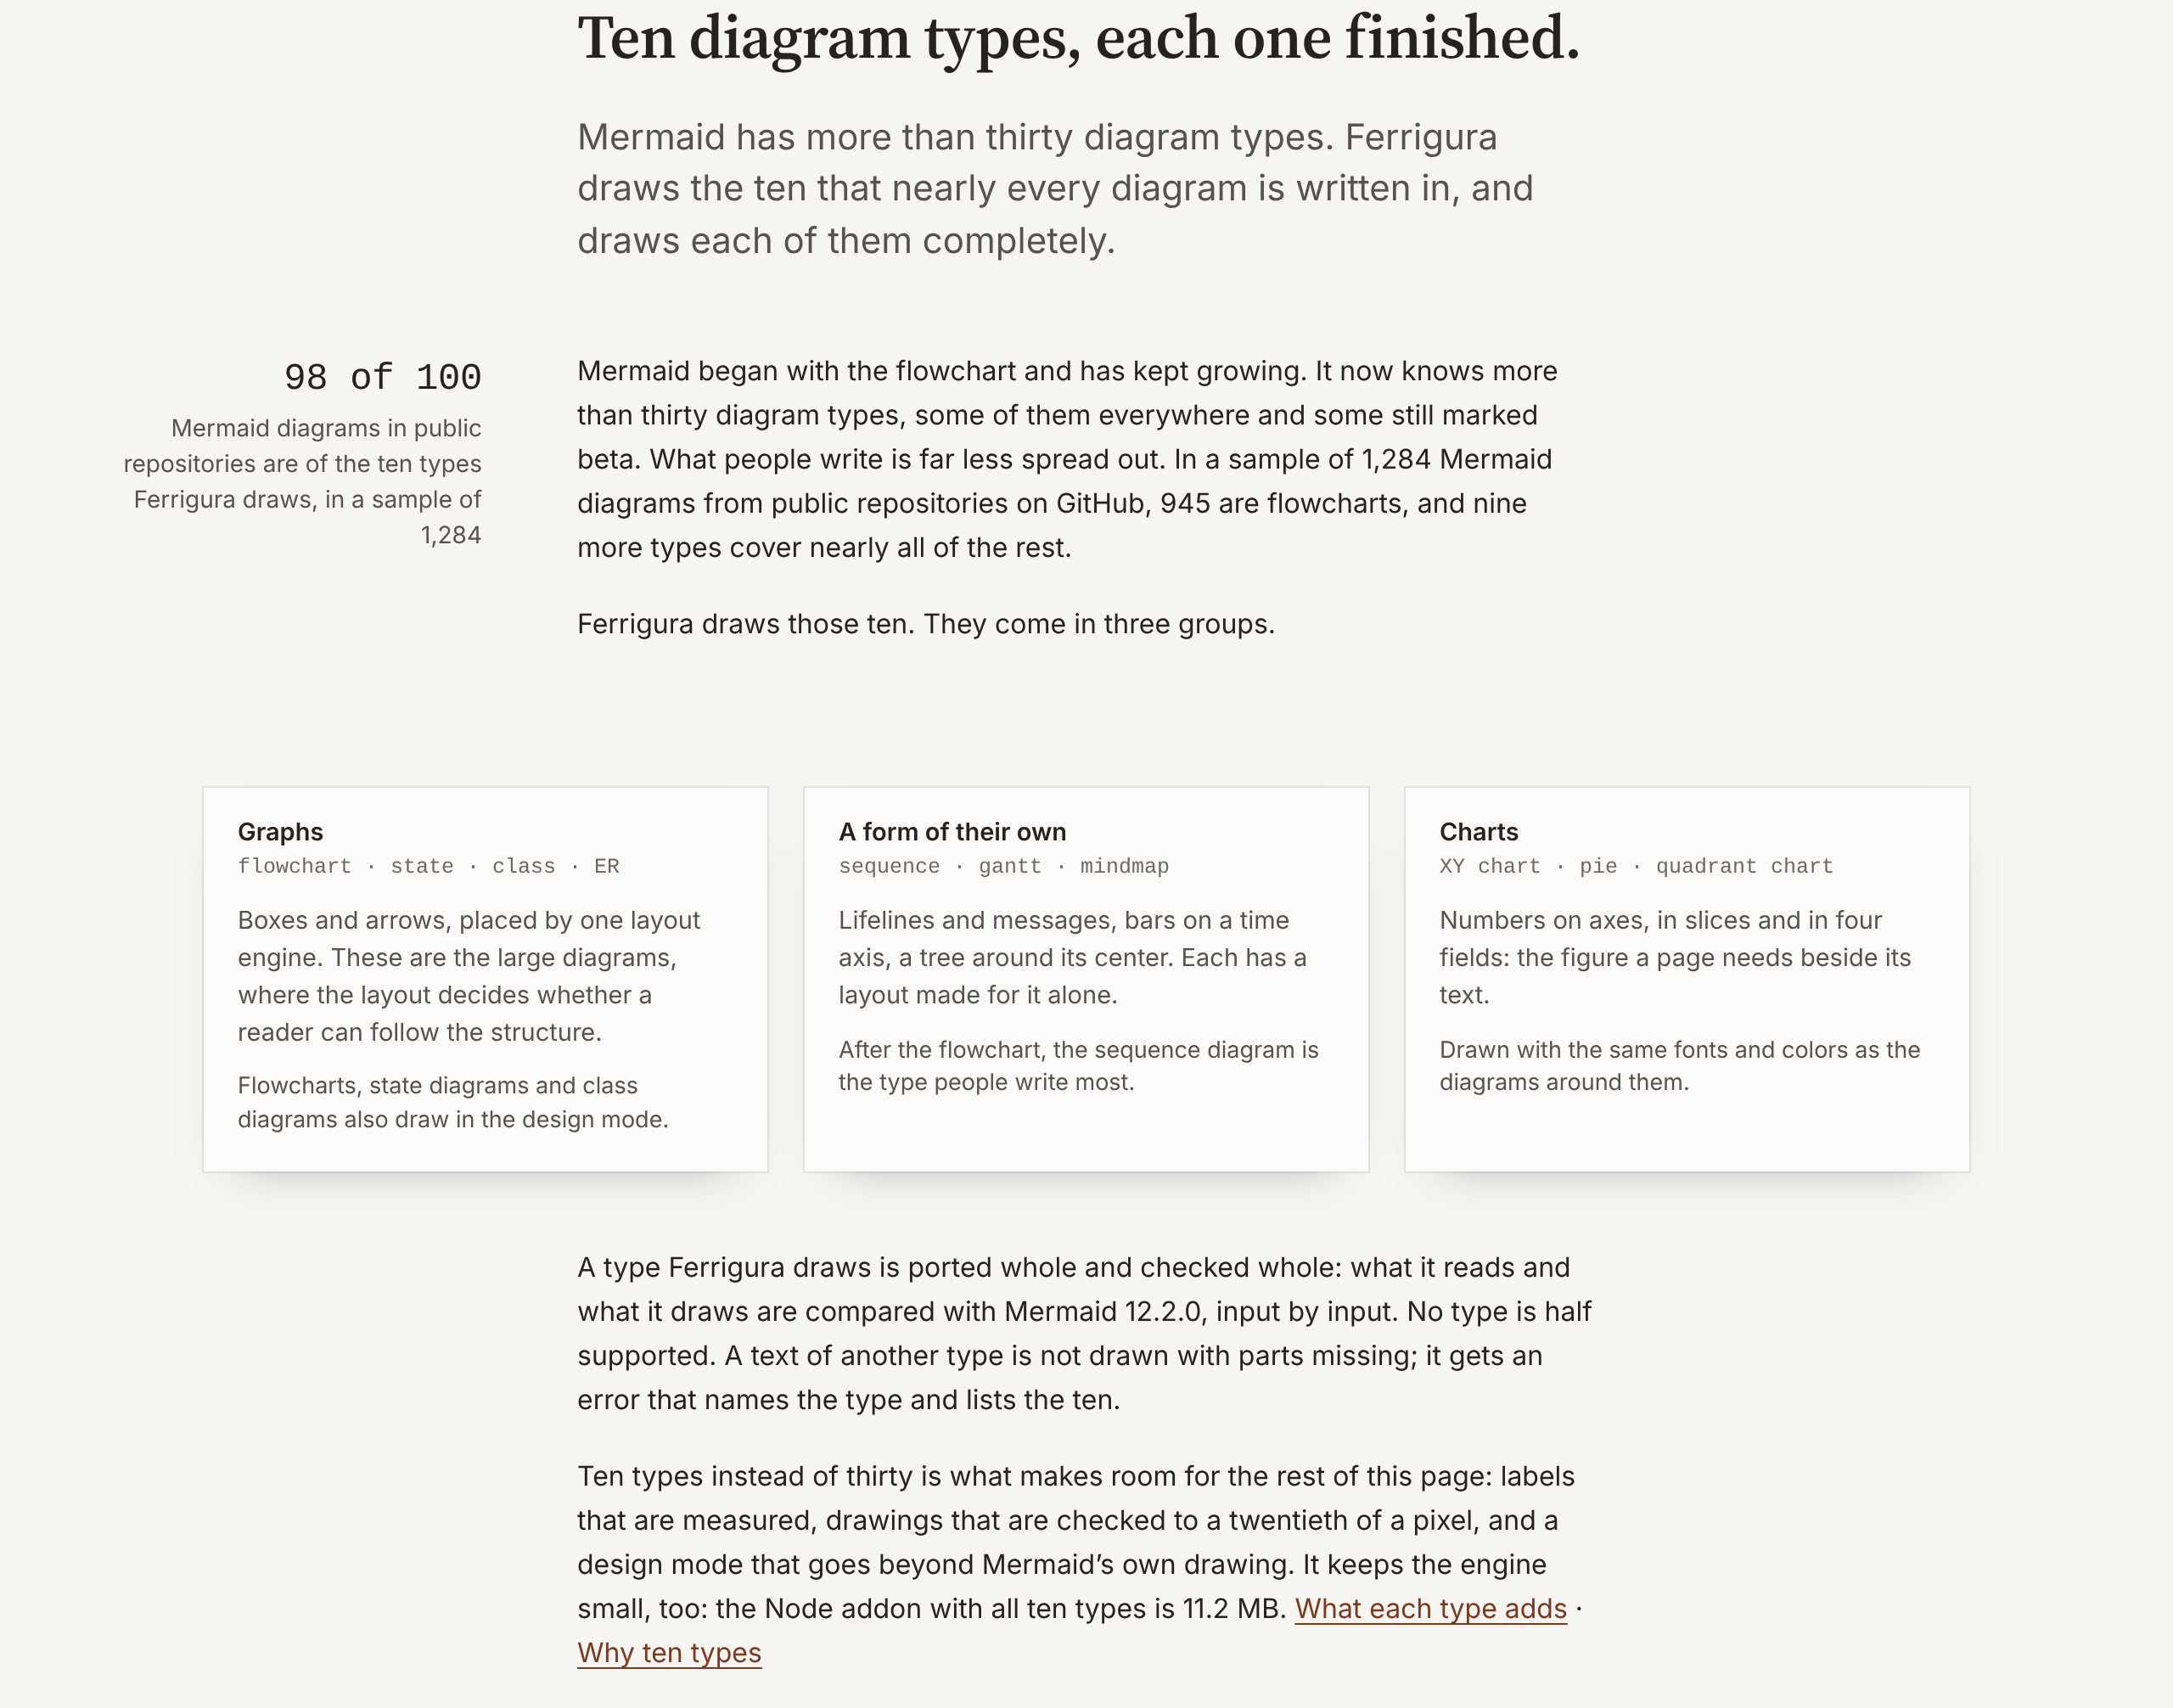 Ten diagram types, each one finished.
Mermaid has more than thirty diagram types. Ferrigura
draws the ten that nearly every diagram is written in, and
draws each of them completely.
98 of 100
Mermaid diagrams in public
repositories are of the ten types
Ferrigura draws, in a sample of
1,284
Mermaid began with the flowchart and has kept growing. It now knows more
than thirty diagram types, some of them everywhere and some still marked
beta. What people write is far less spread out. In a sample of 1,284 Mermaid
diagrams from public repositories on GitHub, 945 are flowcharts, and nine
more types cover nearly all of the rest.
Ferrigura draws those ten. They come in three groups.
Graphs
flowchart · state · class · ER
Boxes and arrows, placed by one layout
engine. These are the large diagrams,
where the layout decides whether a
reader can follow the structure.
Flowcharts, state diagrams and class
diagrams also draw in the design mode.
A form of their own
sequence · gantt · mindmap
Lifelines and messages, bars on a time
axis, a tree around its center. Each has a
layout made for it alone.
After the flowchart, the sequence diagram is
the type people write most.
Charts
XY chart · pie · quadrant chart
Numbers on axes, in slices and in four
fields: the figure a page needs beside its
text.
Drawn with the same fonts and colors as the
diagrams around them.
A type Ferrigura draws is ported whole and checked whole: what it reads and
what it draws are compared with Mermaid 12.2.0, input by input. No type is half
supported. A text of another type is not drawn with parts missing; it gets an
error that names the type and lists the ten.
Ten types instead of thirty is what makes room for the rest of this page: labels
that are measured, drawings that are checked to a twentieth of a pixel, and a
design mode that goes beyond Mermaid’s own drawing. It keeps the engine
small, too: the Node addon with all ten types is 11.2 MB. What each type adds ·
Why ten types